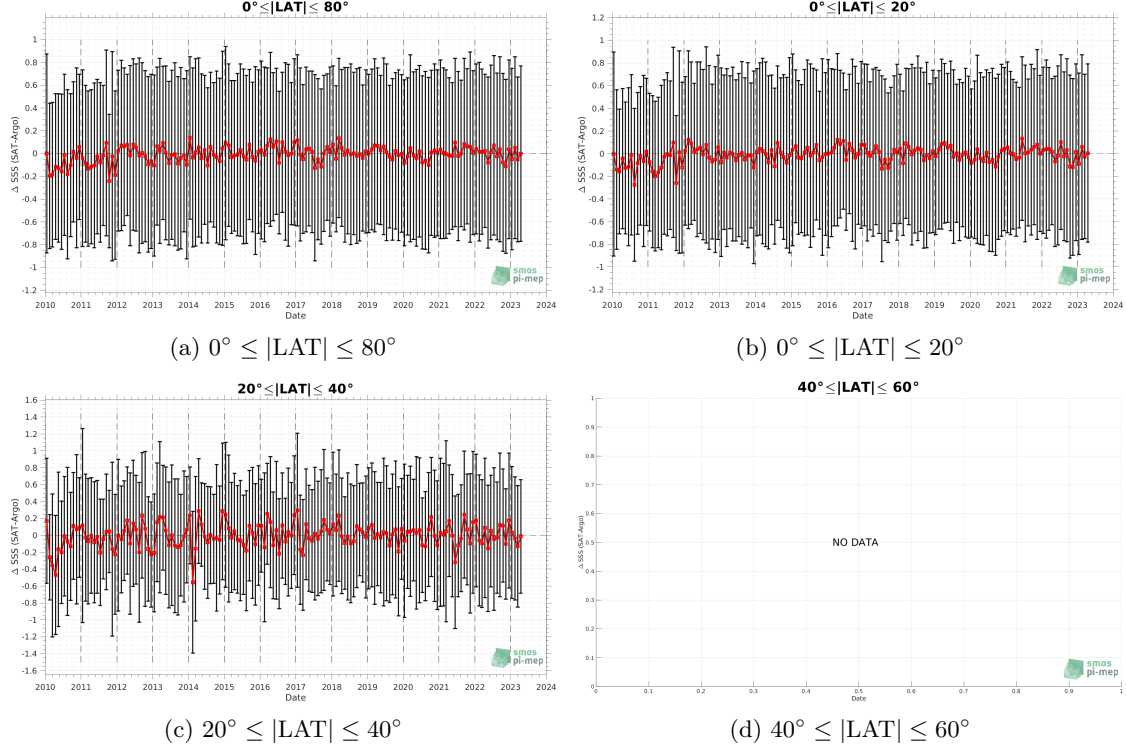 0°≤|LAT|≤ 80°
1
0.8
0.6
0.4
0.2
0
-0.2
-0.4
-0.6
-0.8
-1
-1.2
Δ SSS (SAT-Argo)
smos
pi-mep
2010 2011 2012 2013 2014 2015 2016 2017 2018 2019 2020 2021 2022 2023 2024
Date
(a) 0° ≤ |LAT| ≤ 80°
0°≤|LAT|≤ 20°
1.2
1
0.8
0.6
0.4
0.2
0
-0.2
-0.4
-0.6
-0.8
-1
-1.2
Δ SSS (SAT-Argo)
smos
pi-mep
2010 2011 2012 2013 2014 2015 2016 2017 2018 2019 2020 2021 2022 2023 2024
Date
(b) 0° ≤ |LAT| ≤ 20°
20°≤|LAT|≤ 40°
1.6
1.4
1.2
1
0.8
0.6
0.4
0.2
0
-0.2
-0.4
-0.6
-0.8
-1
-1.2
-1.4
-1.6
Δ SSS (SAT-Argo)
smos
pi-mep
2010 2011 2012 2013 2014 2015 2016 2017 2018 2019 2020 2021 2022 2023 2024
Date
(c) 20° ≤ |LAT| ≤ 40°
40°≤|LAT|≤ 60°
1
0.9
0.8
0.7
0.6
0.5
0.4
0.3
0.2
0.1
0
Δ SSS (SAT-Argo)
NO DATA
smos
pi-mep
0 0.1 0.2 0.3 0.4 0.5 0.6 0.7 0.8 0.9 1
Date
(d) 40° ≤ |LAT| ≤ 60°